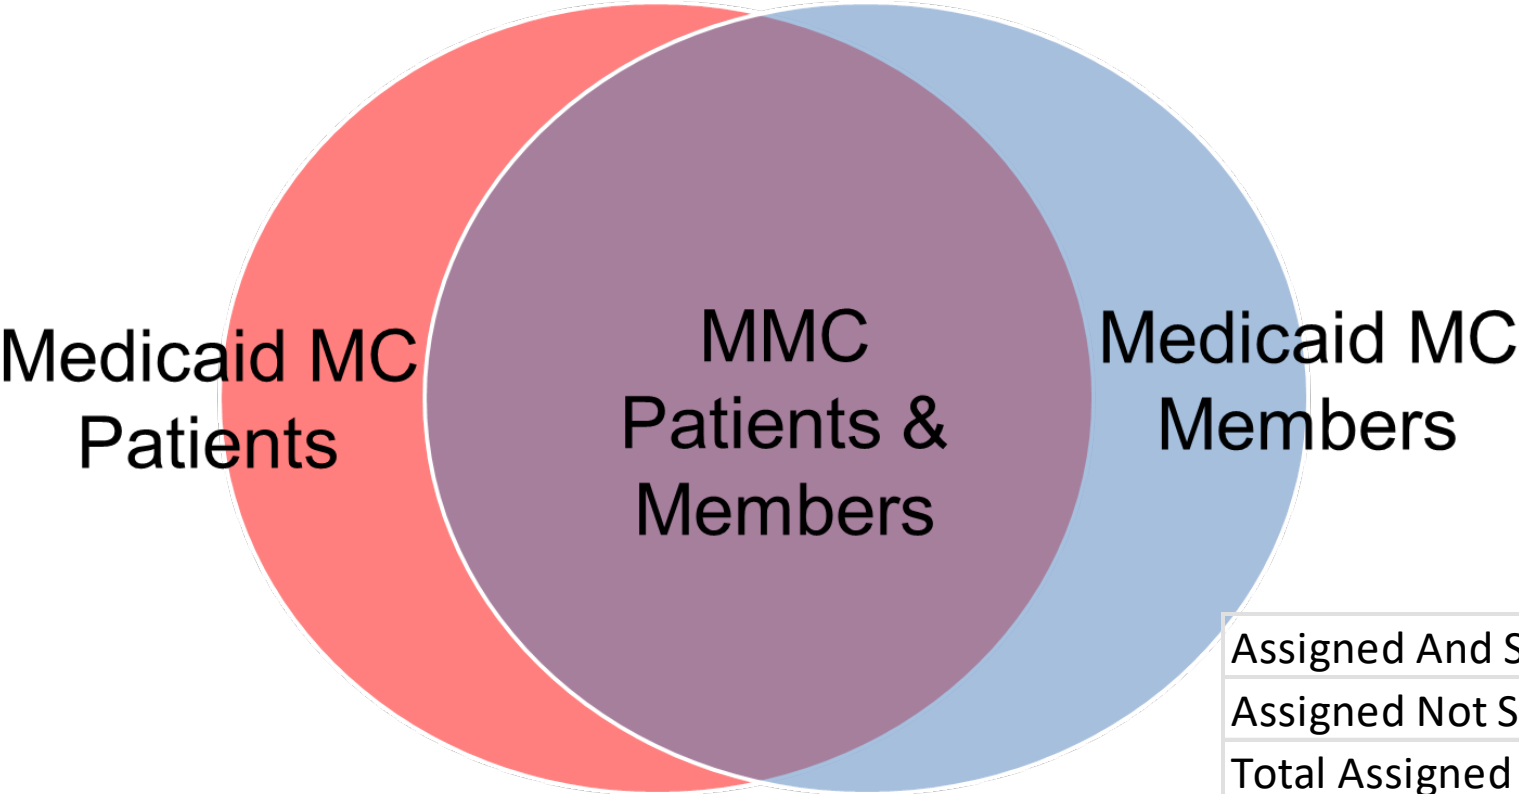 Medicaid MC
Patients
MMC
Patients &
Members
Medicaid MC
Members
Assigned And
Assigned Not
Total Assigned